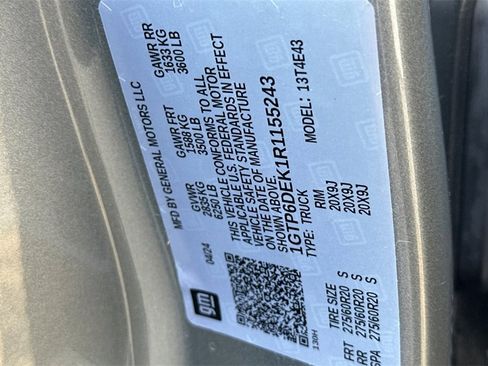 gm
MFD BY GENERAL MOTORS LLC
04/24 GVWR GAWR FRT GAWR RR
2835 KG 1588 KG 1633 KG
6250 LB 3500 LB 3600 LB
THIS VEHICLE CONFORMS TO ALL
APPLICABLE U.S. FEDERAL MOTOR
VEHICLE SAFETY STANDARDS IN EFFECT
ON THE DATE OF MANUFACTURE
SHOWN ABOVE.
1GTP6DEK1R1155243
TYPE: TRUCK MODEL: 13T4E43
130H
TIRE SIZE RIM
FRT 275/60R20 S 20X9J
RR 275/60R20 S 20X9J
SPA 275/60R20 S 20X9J